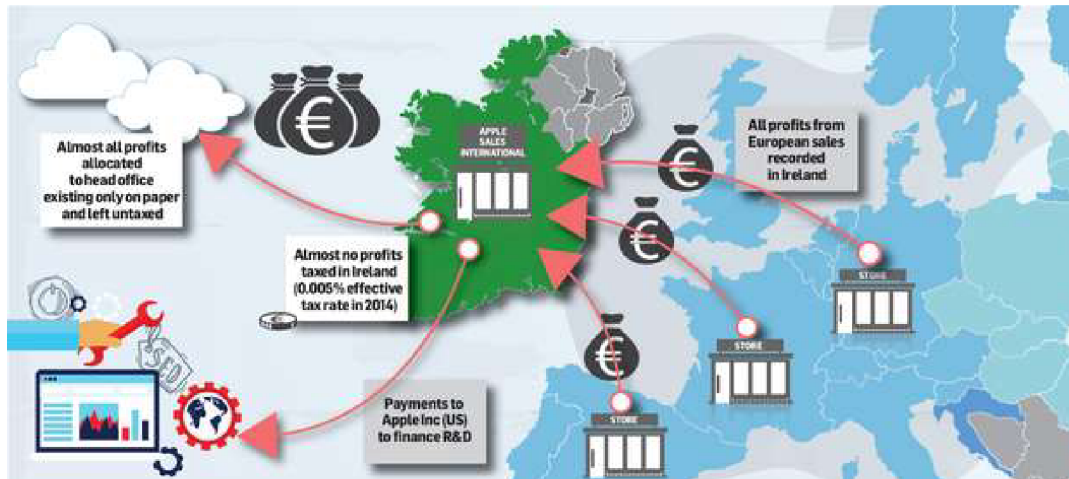 Almost all profits
allocated
to head office
existing only on paper
and left untaxed
€
APPLE
SALES
INTERNATIONAL
€
All profits from
European sales
recorded
in Ireland
€
Almost no profits
taxed in Ireland
(0,005% effective
tax rate in 2014)
STORE
STORE
€
STORE
Payments to
Apple Inc (US)
to finance R&D